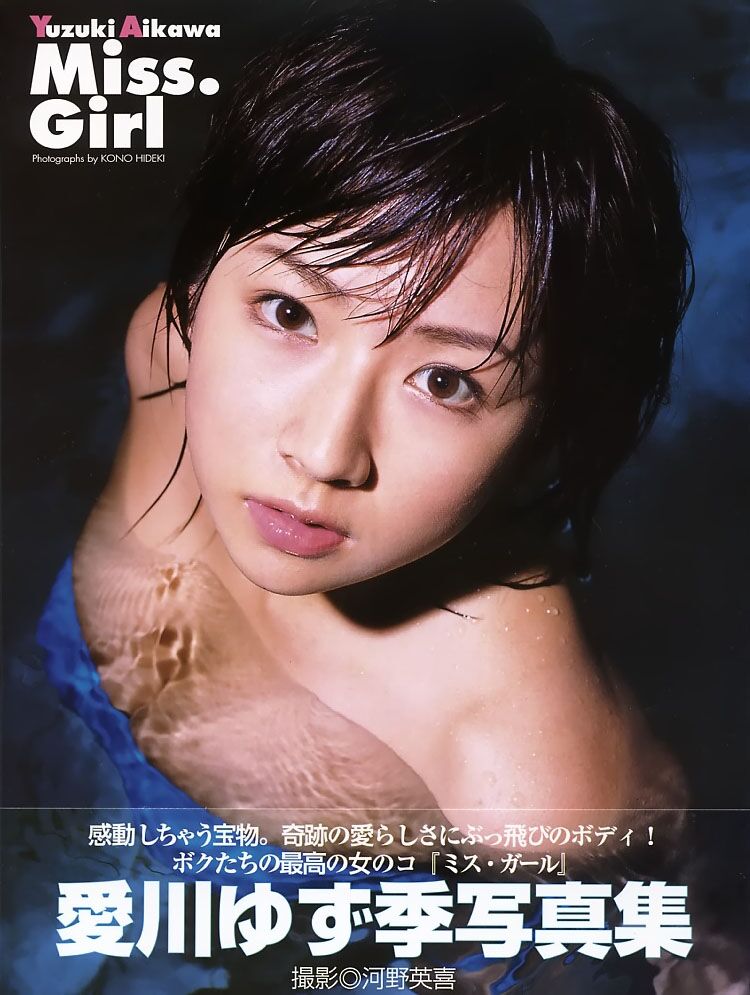 Yuzuki Aikawa
Miss.
Girl
Photographs by KONO HIDEKI
感動しちゃう宝物。奇跡の愛らしさにぶっ飛びのボディ！
ボクたちの最高の女のコ『ミス・ガール』
愛川ゆず季写真集
撮影◎河野英喜